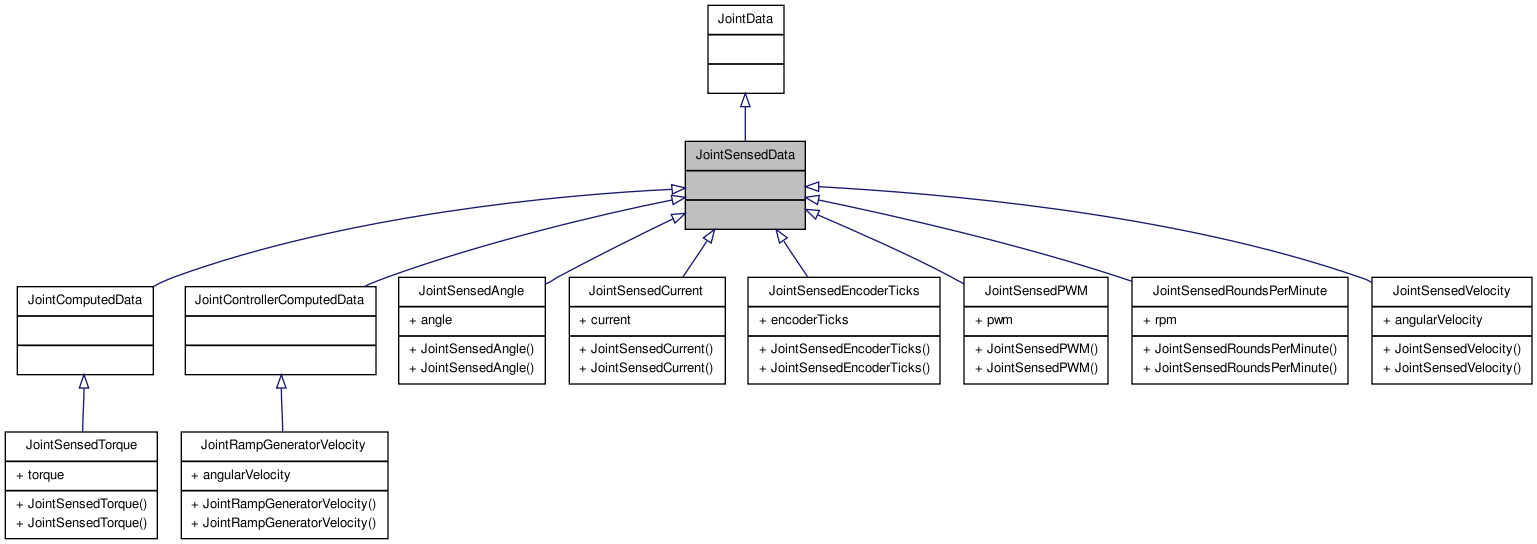 JointData
JointSensedData
JointComputedData
JointControllerComputedData
JointSensedAngle
+ angle
+ JointSensedAngle()
+ JointSensedAngle()
JointSensedCurrent
+ current
+ JointSensedCurrent()
+ JointSensedCurrent()
JointSensedEncoderTicks
+ encoderTicks
+ JointSensedEncoderTicks()
+ JointSensedEncoderTicks()
JointSensedPWM
+ pwm
+ JointSensedPWM()
+ JointSensedPWM()
JointSensedRoundsPerMinute
+ rpm
+ JointSensedRoundsPerMinute()
+ JointSensedRoundsPerMinute()
JointSensedVelocity
+ angularVelocity
+ JointSensedVelocity()
+ JointSensedVelocity()
JointSensedTorque
+ torque
+ JointSensedTorque()
+ JointSensedTorque()
JointRampGeneratorVelocity
+ angularVelocity
+ JointRampGeneratorVelocity()
+ JointRampGeneratorVelocity()